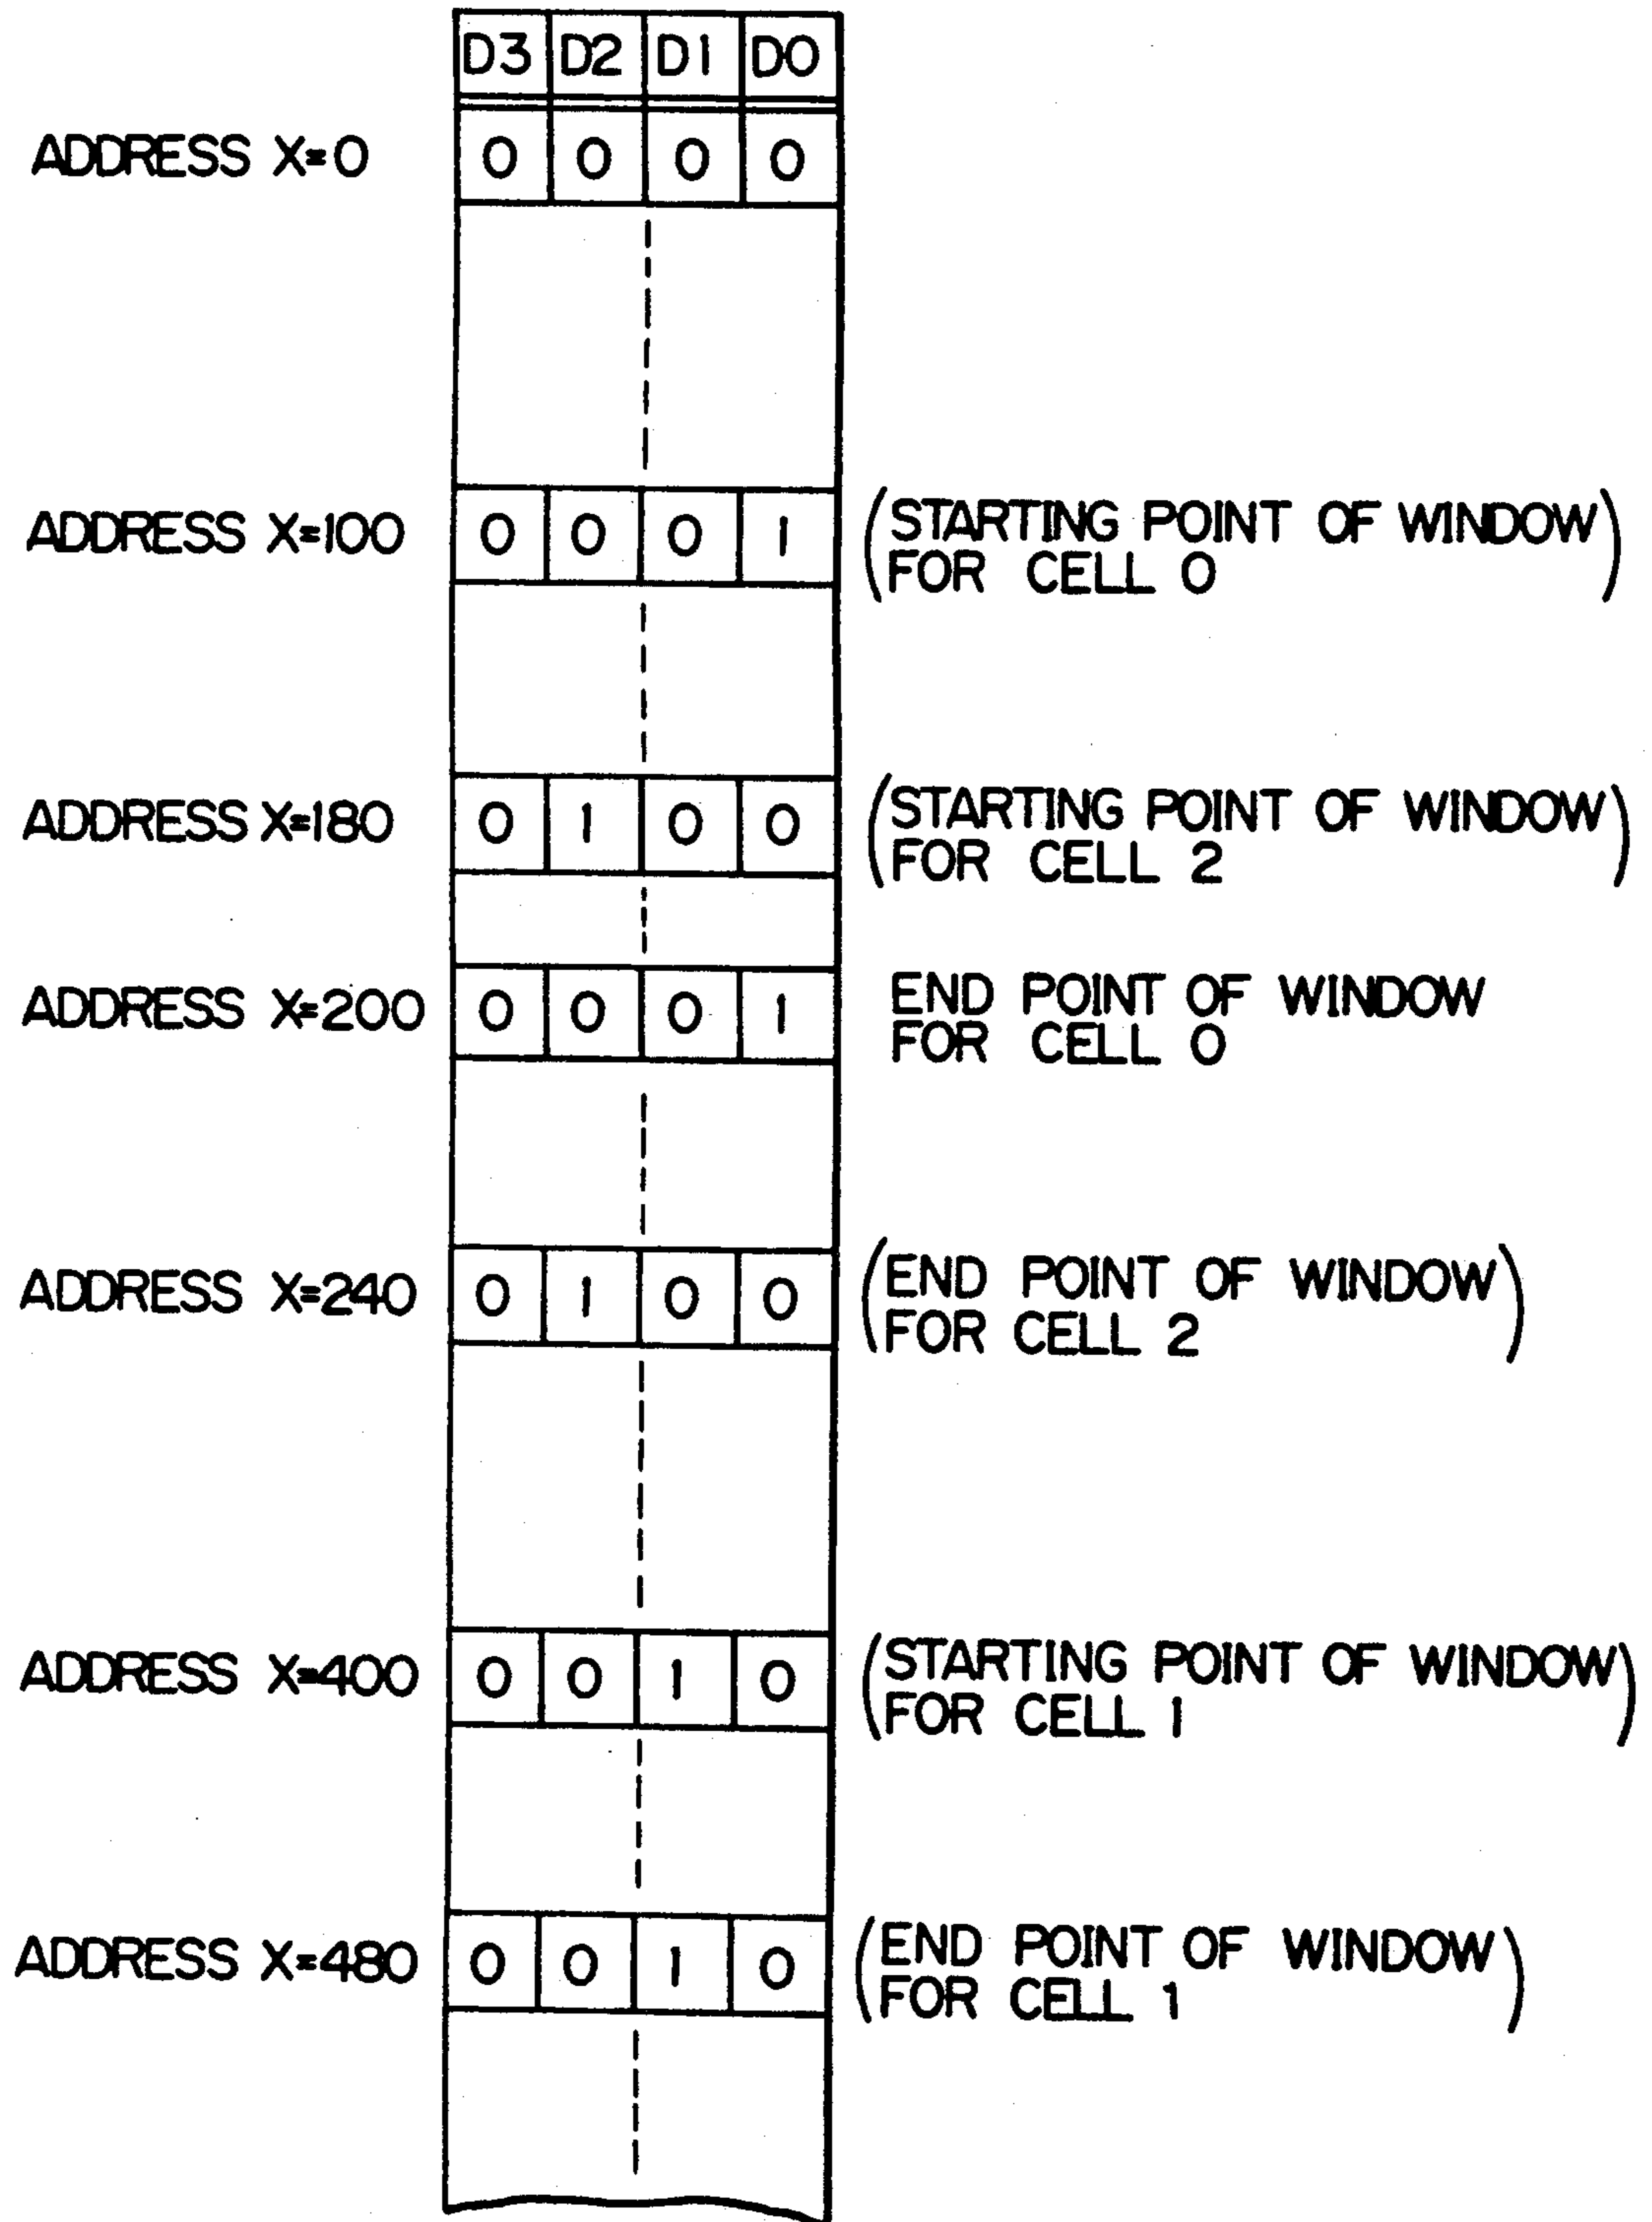 D3 D2 D1 D0
ADDRESS X=0 0 0 0 0
ADDRESS X=100 0 0 0 1 (STARTING POINT OF WINDOW
FOR CELL 0)
ADDRESS X=180 0 1 0 0 (STARTING POINT OF WINDOW
FOR CELL 2)
ADDRESS X=200 0 0 0 1 END POINT OF WINDOW
FOR CELL 0
ADDRESS X=240 0 1 0 0 (END POINT OF WINDOW
FOR CELL 2)
ADDRESS X=400 0 0 1 0 (STARTING POINT OF WINDOW
FOR CELL 1)
ADDRESS X=480 0 0 1 0 (END POINT OF WINDOW
FOR CELL 1)